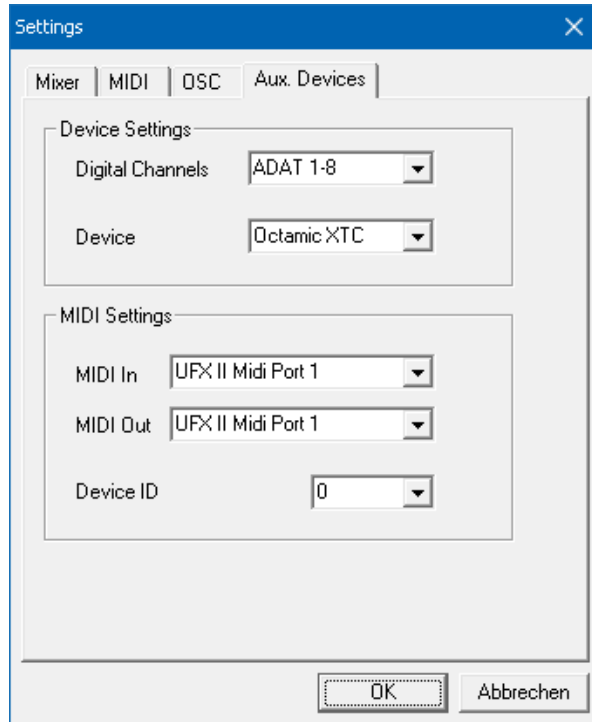 Settings
Mixer MIDI OSC Aux. Devices
Device Settings
Digital Channels ADAT 1-8
Device Octamic XTC
MIDI Settings
MIDI In UFX II Midi Port 1
MIDI Out UFX II Midi Port 1
Device ID 0
OK Abbrechen